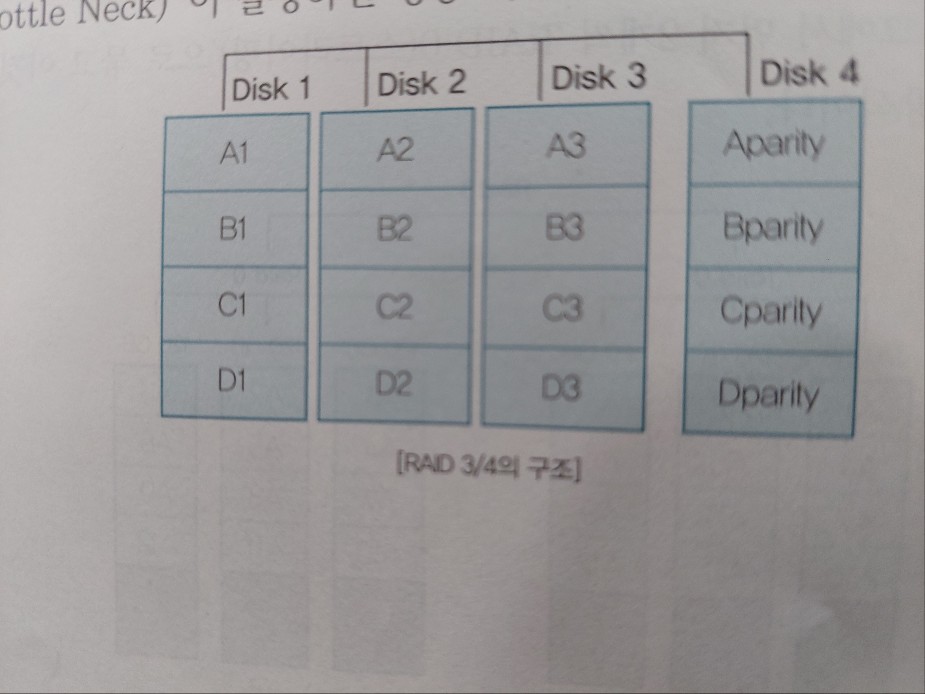 ottle Neck)
Disk 1 Disk 2 Disk 3 Disk 4
A1 A2 A3 Aparity
B1 B2 B3 Bparity
C1 C2 C3 Cparity
D1 D2 D3 Dparity
[RAID 3/4의 구조]